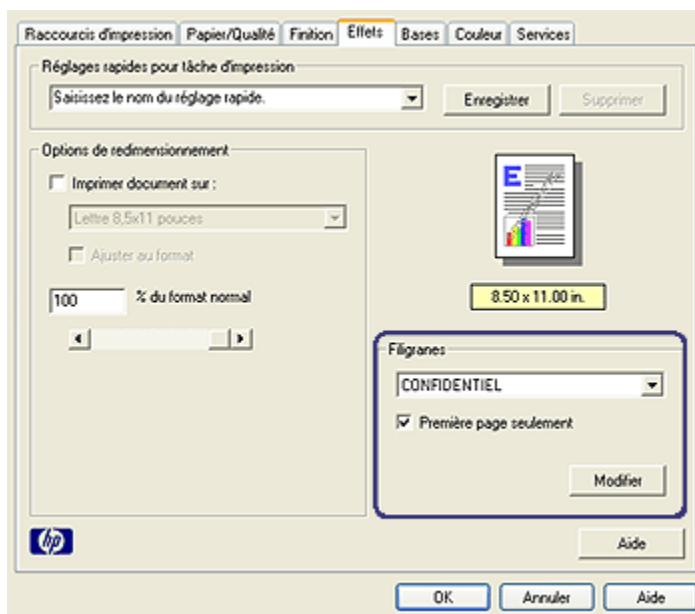 Raccourcis d'impression Papier/Qualité Finition Effets Bases Couleur Services
Réglages rapides pour tâche d'impression
Saisissez le nom du réglage rapide. Enregistrer Supprimer
Options de redimensionnement
Imprimer document sur :
Lettre 8,5x11 pouces
Ajuster au format
100 % du format normal
E
8.50 x 11.00 in.
Filigranes
CONFIDENTIEL
Première page seulement
Modifier
hp
Aide
OK Annuler Aide